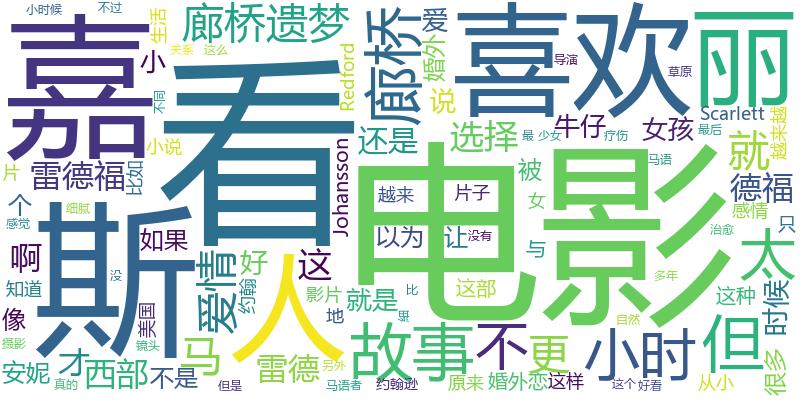 小时候
不过
生活
廊桥遗梦
Redford
廊桥
爱
婚外
喜欢
导演
草原
丽
嘉
关系
这么
小
不同
说
看
Scarlett
越来越
小说
还是
选择
最
少女
疗伤
牛仔
女孩
最后
就
片
雷德福
比如
Johansson
被
马语
德福
个
细腻
感觉
越来
片子
女
感情
只
电影
斯
啊
如果
爱情
好
这
以为
让
没有
与
治愈
太
知道
没
约翰
人
影片
就是
比
这部
多年
这种
时候
像
美国
地
班
自然
摄影
镜头
马
故事
不
更
小时
但
很多
安妮
才
西部
不是
雷德
另外
真的
但是
马语者
约翰逊
原来
婚外恋
这样
这个
好看
从小